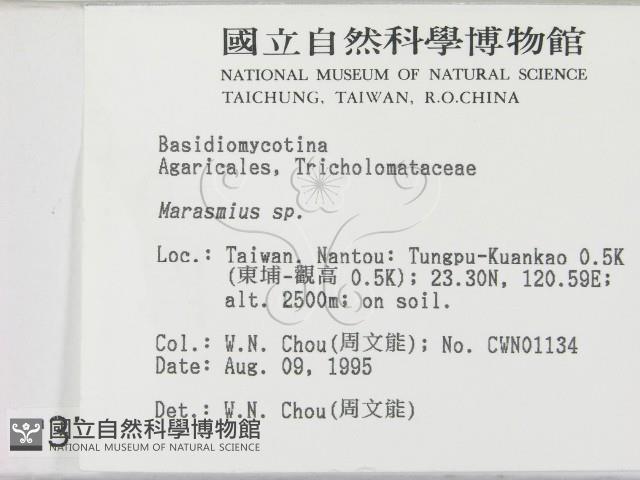 國立自然科學博物館
NATIONAL MUSEUM OF NATURAL SCIENCE
TAICHUNG, TAIWAN, R.O.CHINA
Basidiomycotina
Agaricales, Tricholomataceae
Marasmius sp.
Loc.: Taiwan. Nantou: Tungpu-Kuankao 0.5K
(東埔-觀高 0.5K); 23.30N, 120.59E;
alt. 2500m; on soil.
Col.: W.N. Chou(周文能); No. CWN01134
Date: Aug. 09, 1995
Det.: W.N. Chou(周文能)
3
國立自然科學博物館
NATIONAL MUSEUM OF NATURAL SCIENCE